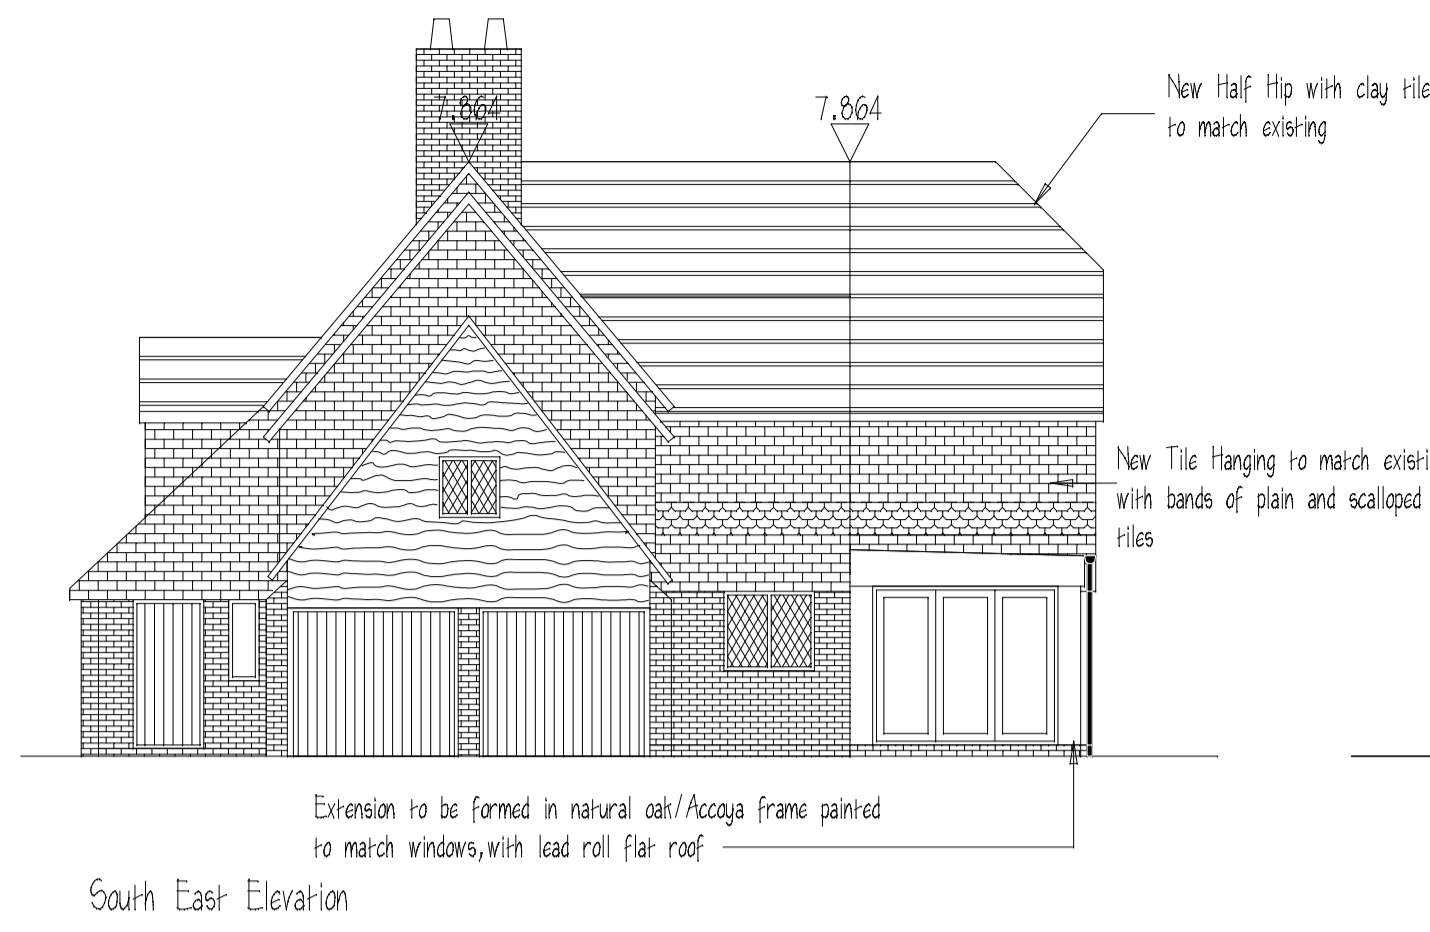 7.864
7.864
New Half Hip with clay tile
to match existing
New Tile Hanging to match existi
with bands of plain and scalloped
tiles
Extension to be formed in natural oak/Accoya frame painted
to match windows,with lead roll flat roof
South East Elevation